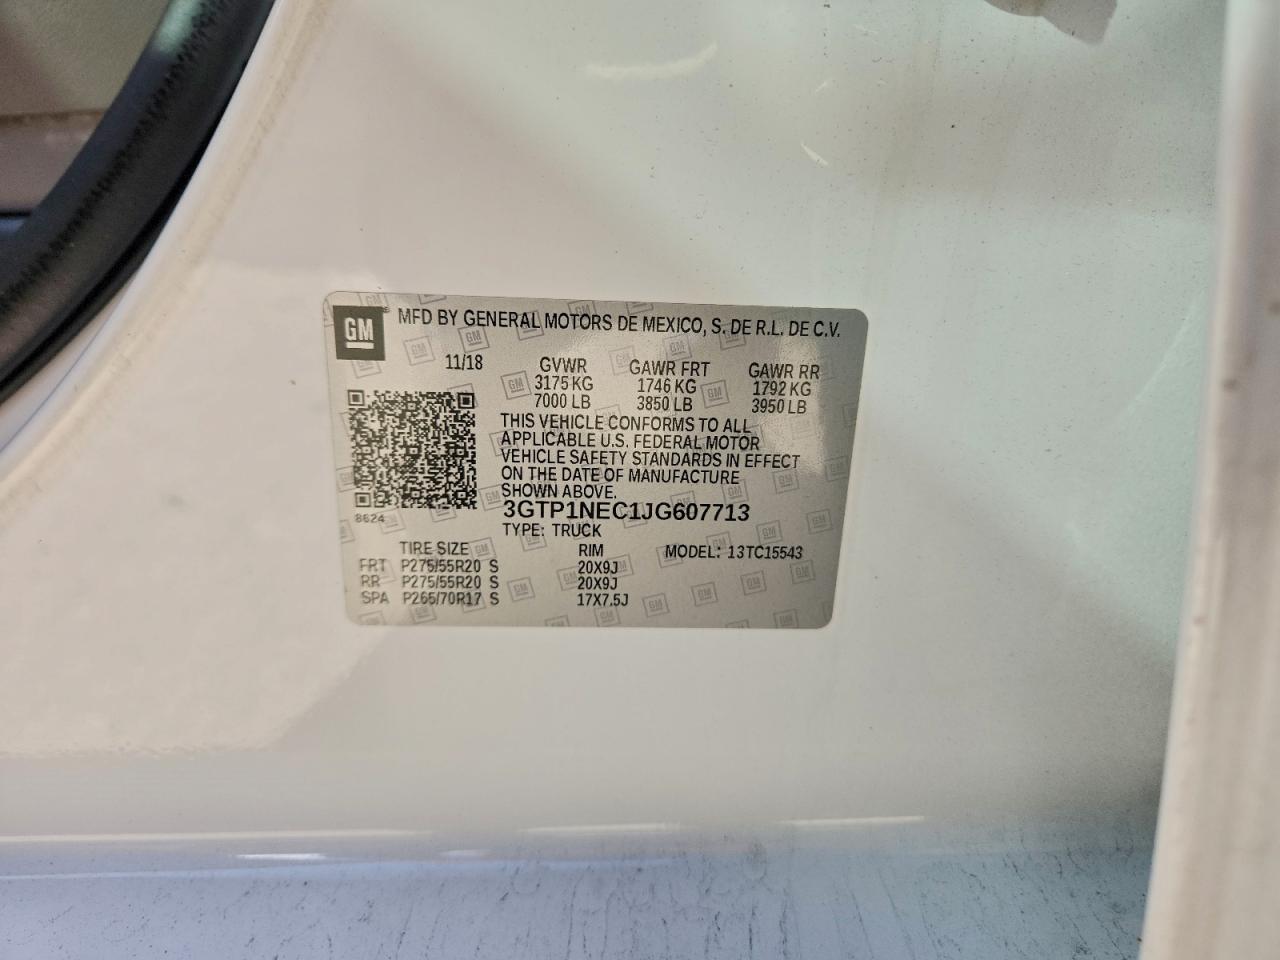 GM
MFD BY GENERAL MOTORS DE MEXICO, S. DE R.L. DE C.V.
11/18 GVWR GAWR FRT GAWR RR
3175 KG 1746 KG 1792 KG
7000 LB 3850 LB 3950 LB
THIS VEHICLE CONFORMS TO ALL
APPLICABLE U.S. FEDERAL MOTOR
VEHICLE SAFETY STANDARDS IN EFFECT
ON THE DATE OF MANUFACTURE
SHOWN ABOVE.
8624
3GTP1NEC1JG607713
TYPE: TRUCK
TIRE SIZE RIM MODEL: 13TC15543
FRT P275/55R20 S 20X9J
RR P275/55R20 S 20X9J
SPA P265/70R17 S 17X7.5J